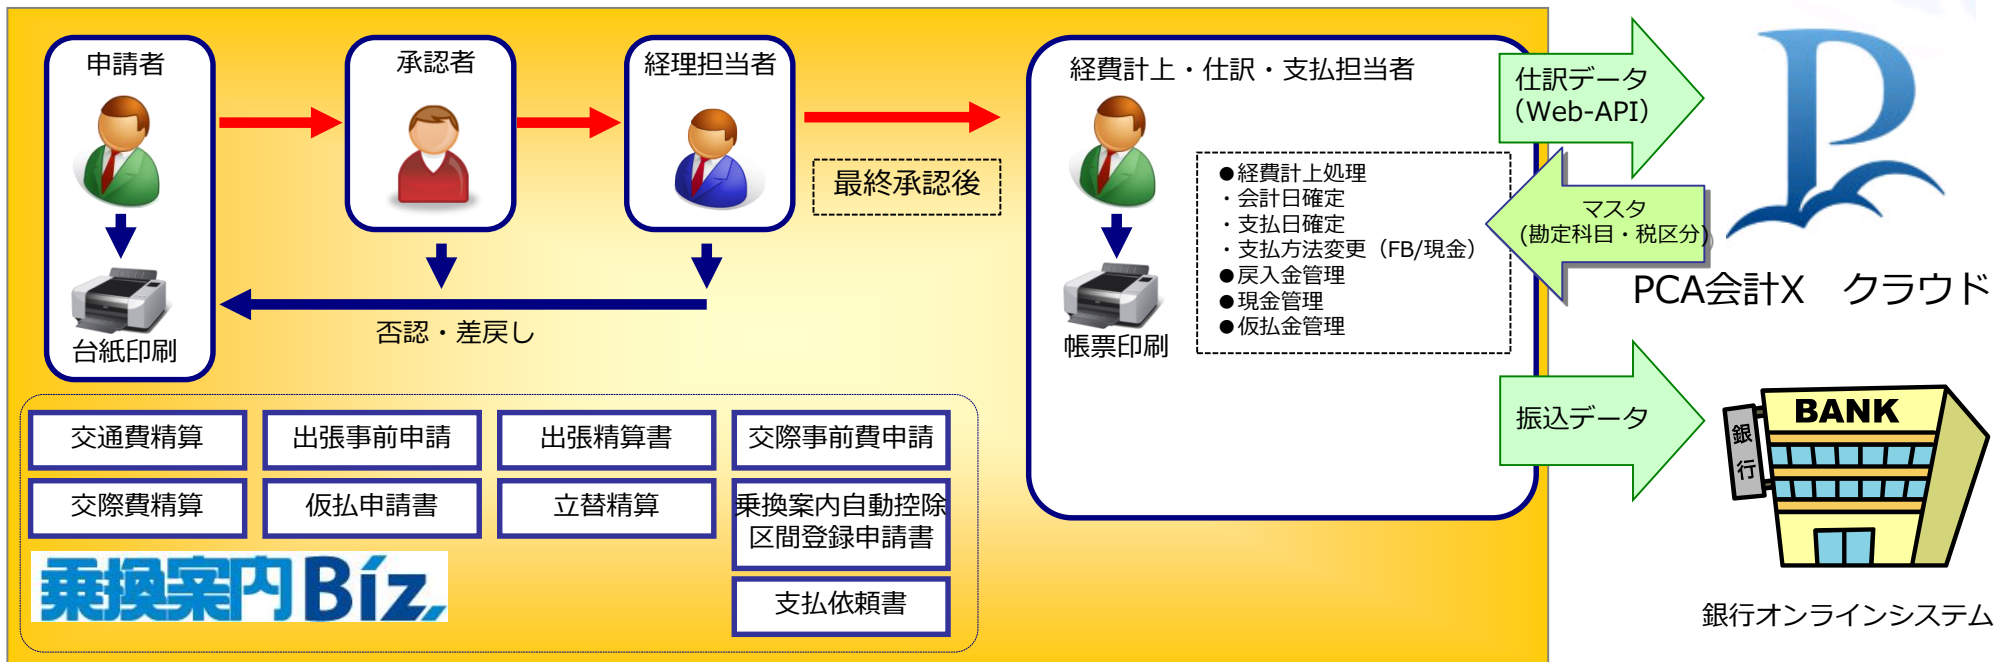 申請者
承認者
経理担当者
最終承認後
台紙印刷
否認・差戻し
経費計上・仕訳・支払担当者
●経費計上処理
・会計日確定
・支払日確定
・支払方法変更（FB/現金）
●戻入金管理
●現金管理
●仮払金管理
帳票印刷
仕訳データ
（Web-API）
マスタ
(勘定科目・税区分)
P
PCA会計X　クラウド
振込データ
BANK
銀行
銀行オンラインシステム
交通費精算
出張事前申請
出張精算書
交際事前費申請
交際費精算
仮払申請書
立替精算
乗換案内自動控除
区間登録申請書
支払依頼書
乗換案内Biz.